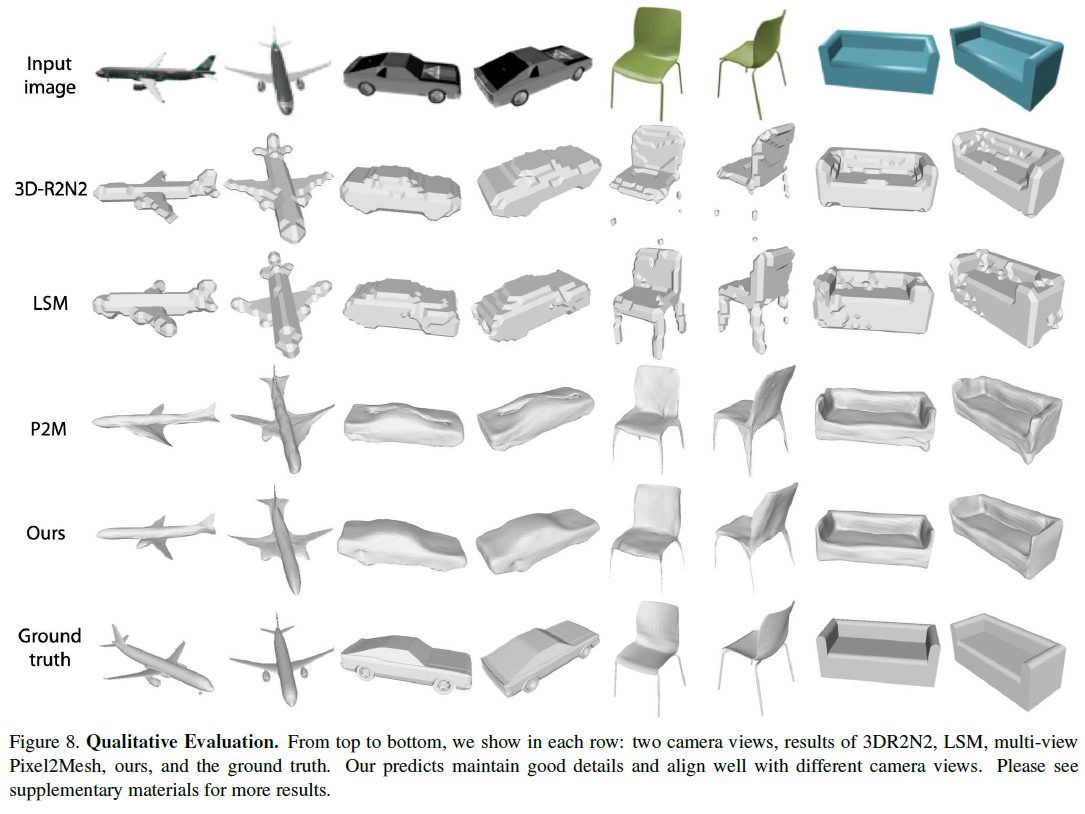 Input
image
3D-R2N2
LSM
P2M
Ours
Ground
truth
Figure 8. Qualitative Evaluation. From top to bottom, we show in each row: two camera views, results of 3DR2N2, LSM, multi-view
Pixel2Mesh, ours, and the ground truth. Our predicts maintain good details and align well with different camera views. Please see
supplementary materials for more results.